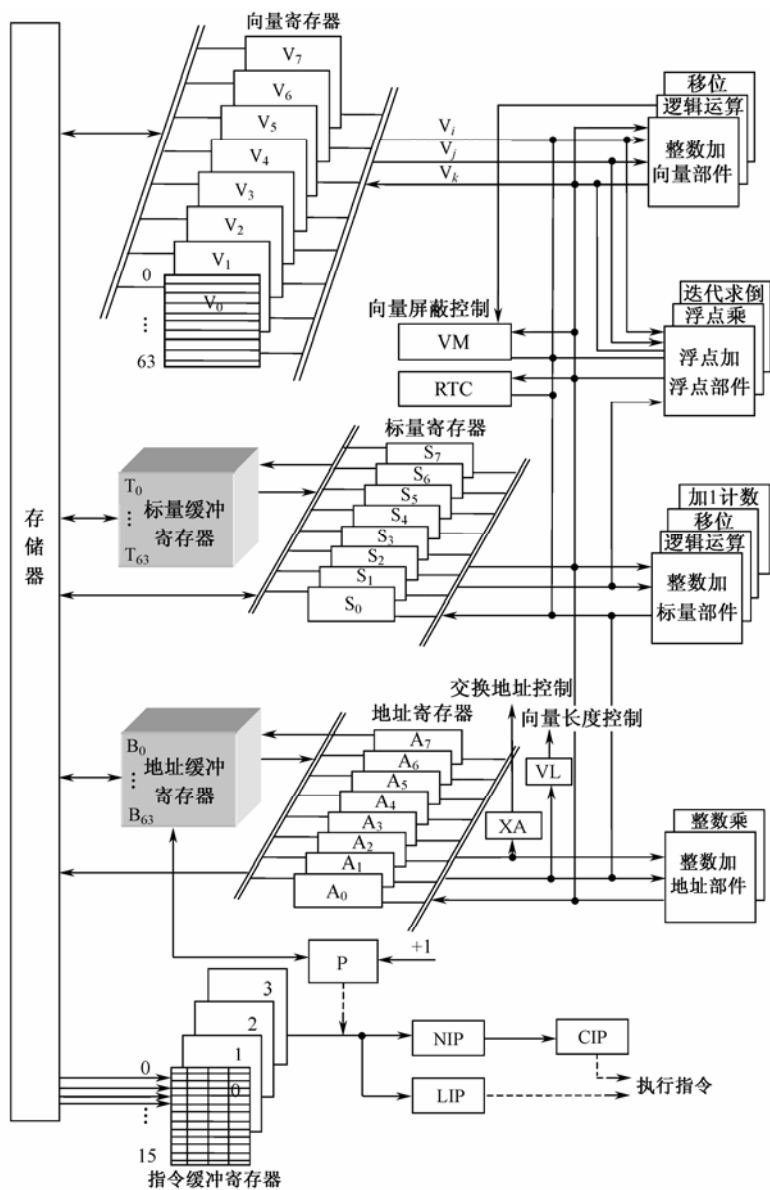 向量寄存器
V7
V6
V5
V4
V3
V2
V1
V0
0
⋮
63
Vi
Vj
Vk
移位
逻辑运算
整数加
向量部件
向量屏蔽控制
VM
RTC
迭代求倒
浮点乘
浮点加
浮点部件
存储器
标量寄存器
T0
⋮
T63
标量缓冲
寄存器
S7
S6
S5
S4
S3
S2
S1
S0
加1计数
移位
逻辑运算
整数加
标量部件
交换地址控制
向量长度控制
地址寄存器
B0
⋮
B63
地址缓冲
寄存器
A7
A6
A5
A4
A3
A2
A1
A0
XA
VL
整数乘
整数加
地址部件
P
+1
3
2
1
0
0
⋮
15
指令缓冲寄存器
NIP
CIP
LIP
执行指令